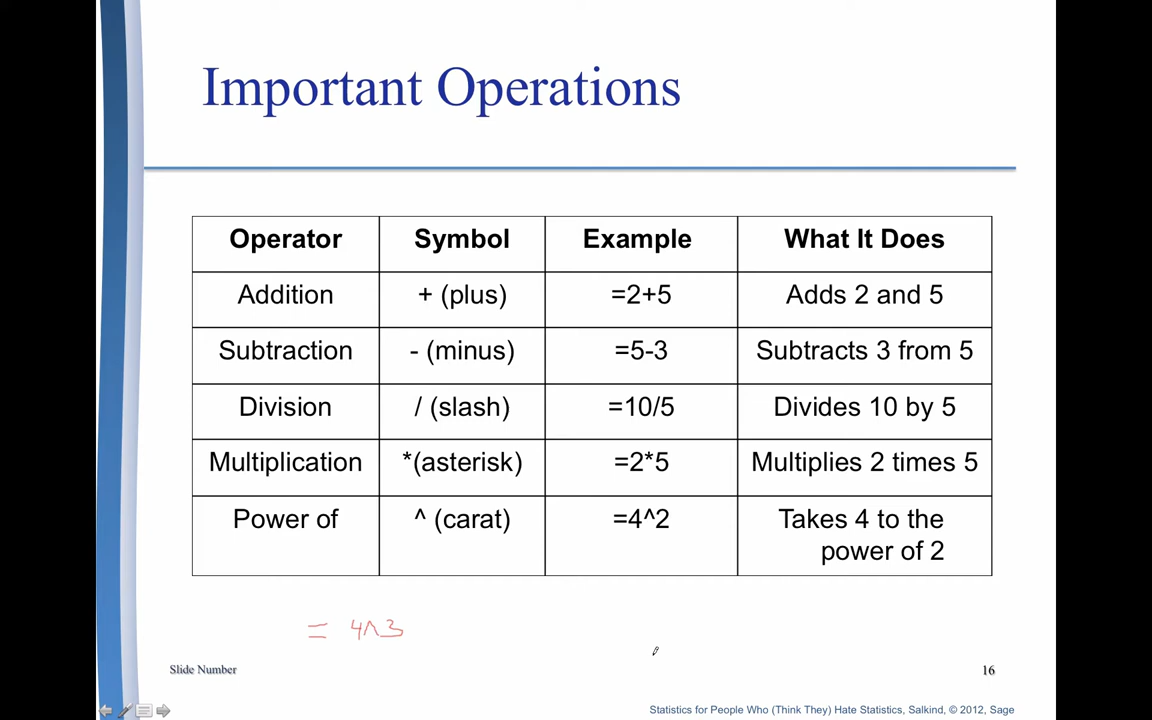 Important Operations
Operator Symbol Example What It Does
Addition + (plus) =2+5 Adds 2 and 5
Subtraction - (minus) =5-3 Subtracts 3 from 5
Division / (slash) =10/5 Divides 10 by 5
Multiplication *(asterisk) =2*5 Multiplies 2 times 5
Power of ^ (carat) =4^2 Takes 4 to the
power of 2
= 4^3
Slide Number 16
Statistics for People Who (Think They) Hate Statistics, Salkind, © 2012, Sage